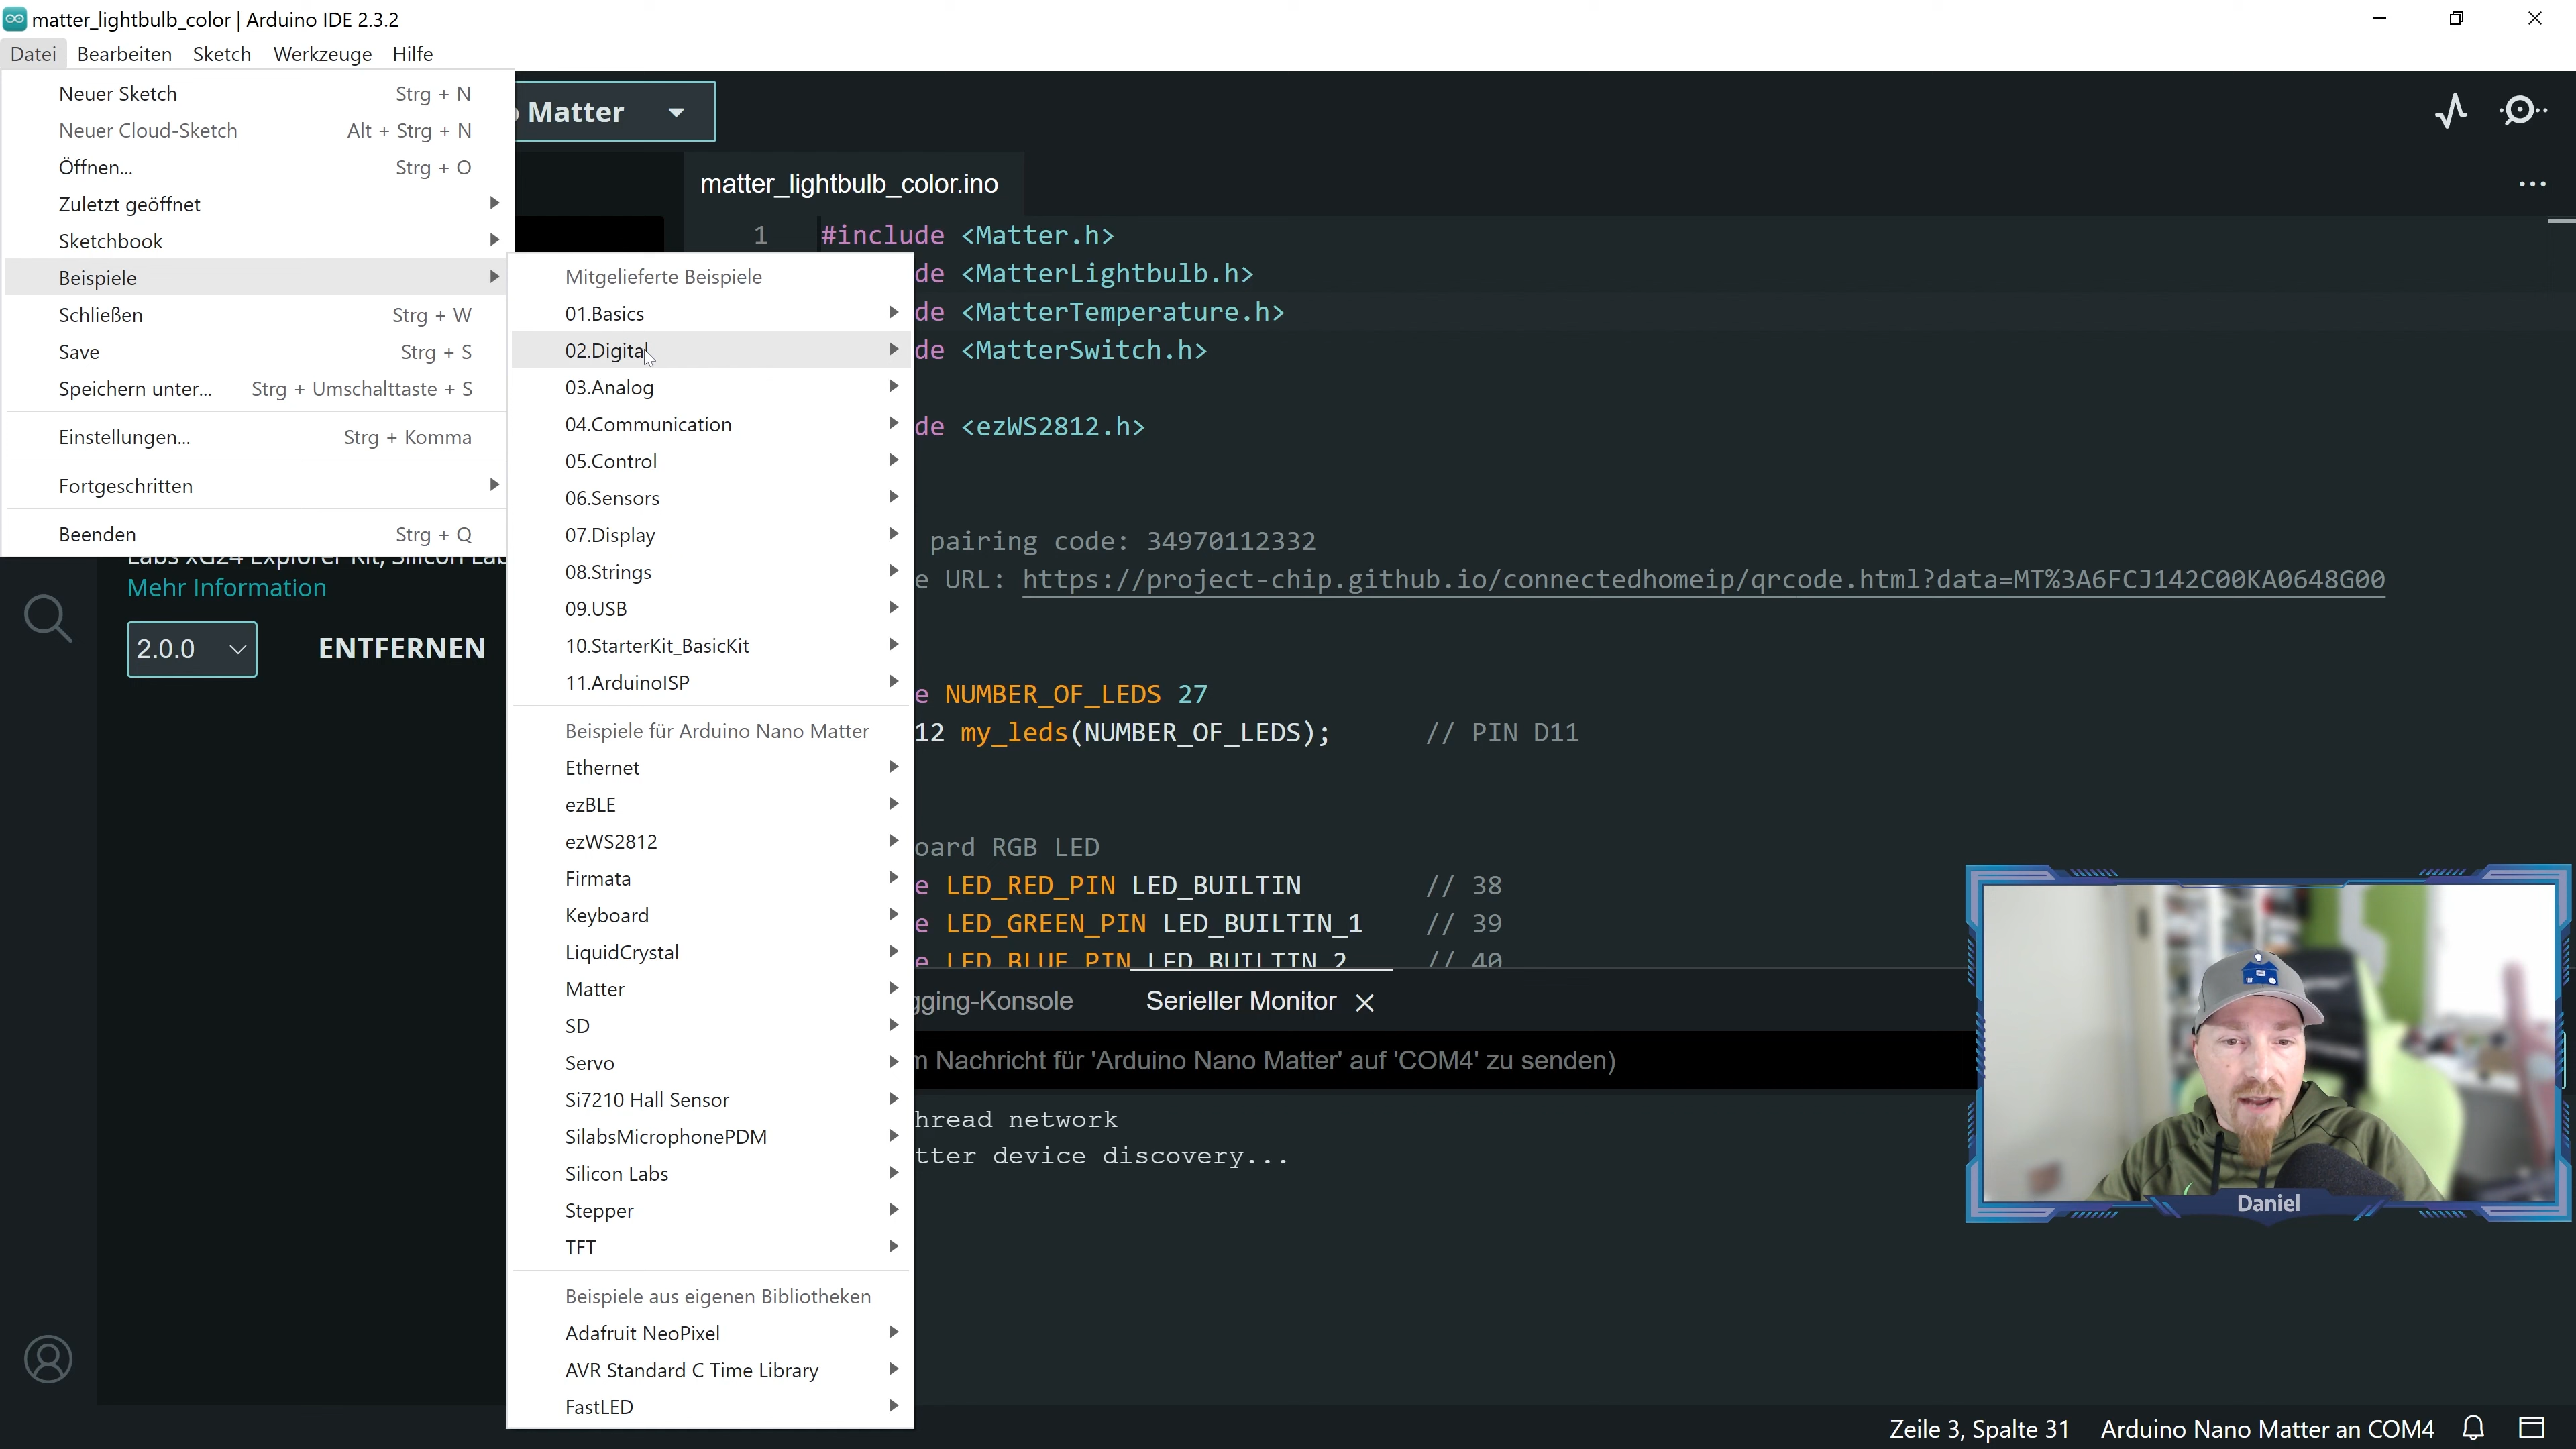 matter_lightbulb_color | Arduino IDE 2.3.2
Datei Bearbeiten Sketch Werkzeuge Hilfe
Neuer Sketch Strg + N
Neuer Cloud-Sketch Alt + Strg + N
Öffnen... Strg + O
Zuletzt geöffnet
Sketchbook
Beispiele
Schließen Strg + W
Save Strg + S
Speichern unter... Strg + Umschalttaste + S
Einstellungen... Strg + Komma
Fortgeschritten
Beenden Strg + Q
Mehr Information
2.0.0 ENTFERNEN
Mitgelieferte Beispiele
01.Basics
02.Digital
03.Analog
04.Communication
05.Control
06.Sensors
07.Display
08.Strings
09.USB
10.StarterKit_BasicKit
11.ArduinoISP
Beispiele für Arduino Nano Matter
Ethernet
ezBLE
ezWS2812
Firmata
Keyboard
LiquidCrystal
Matter
SD
Servo
Si7210 Hall Sensor
SilabsMicrophonePDM
Silicon Labs
Stepper
TFT
Beispiele aus eigenen Bibliotheken
Adafruit NeoPixel
AVR Standard C Time Library
FastLED
Matter
matter_lightbulb_color.ino
1 #include <Matter.h>
de <MatterLightbulb.h>
de <MatterTemperature.h>
de <MatterSwitch.h>
de <ezWS2812.h>
pairing code: 34970112332
e URL: https://project-chip.github.io/connectedhomeip/qrcode.html?data=MT%3A6FCJ142C00KA0648G00
e NUMBER_OF_LEDS 27
12 my_leds(NUMBER_OF_LEDS); // PIN D11
oard RGB LED
e LED_RED_PIN LED_BUILTIN // 38
e LED_GREEN_PIN LED_BUILTIN_1 // 39
e LED_BLUE_PIN LED_BUILTIN_2 // 40
gging-Konsole Serieller Monitor
m Nachricht für 'Arduino Nano Matter' auf 'COM4' zu senden)
hread network
tter device discovery...
Daniel
Zeile 3, Spalte 31 Arduino Nano Matter an COM4